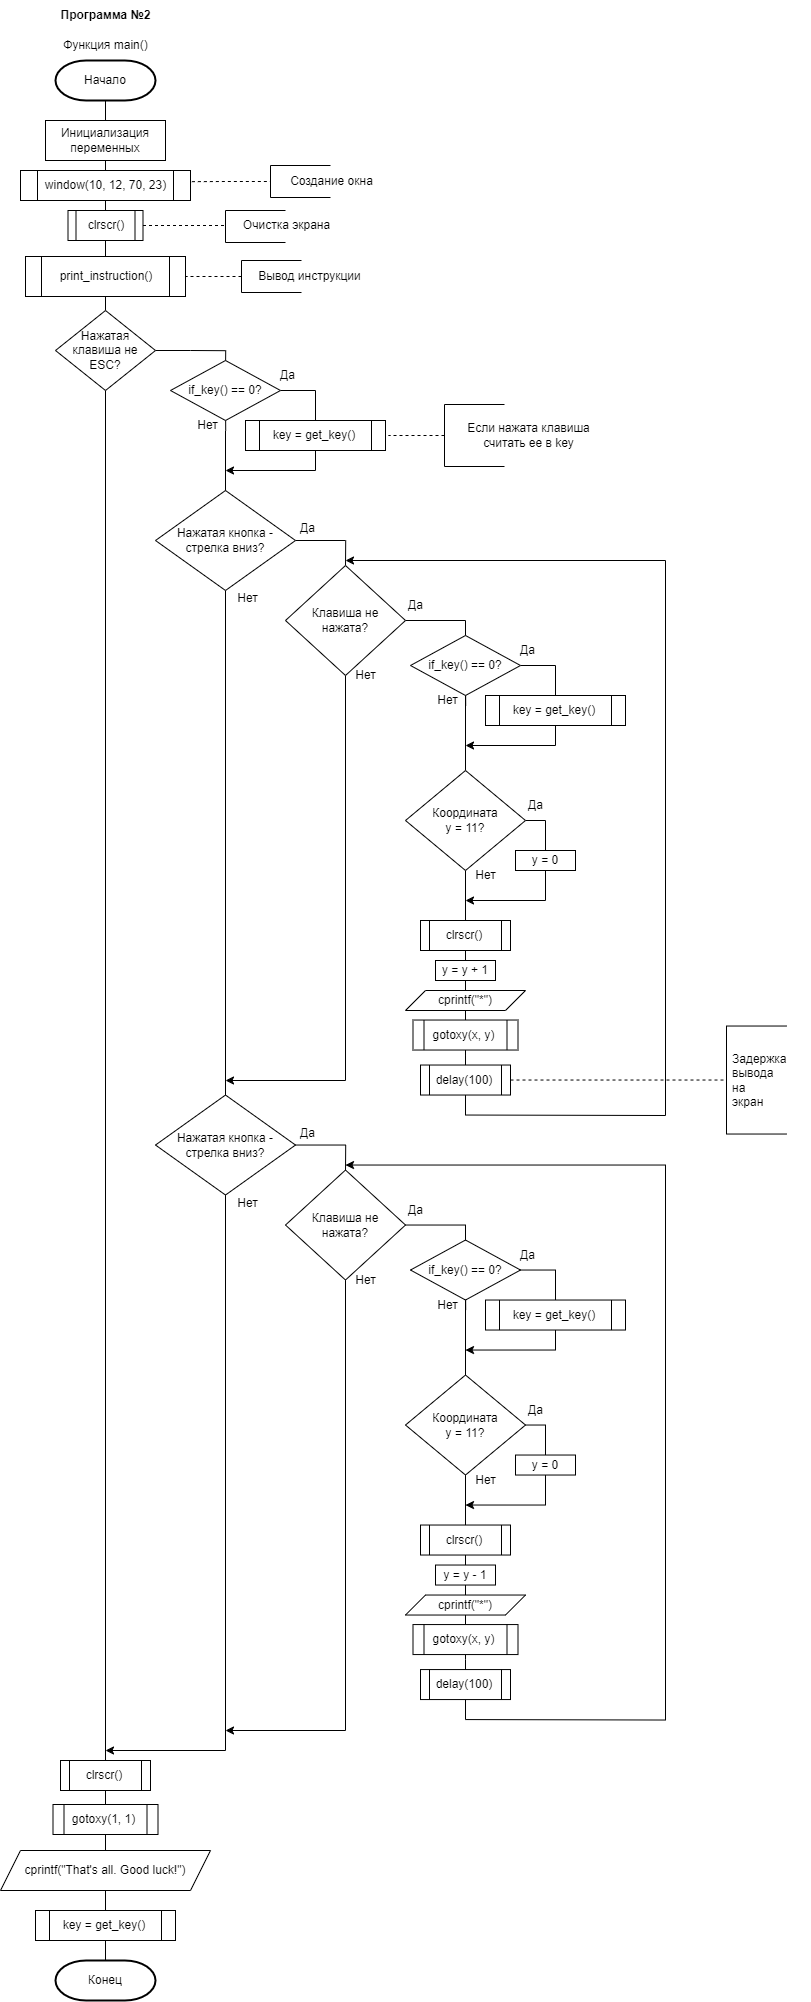 Программа №2
Функция main()
Начало
Инициализация
переменных
window(10, 12, 70, 23)
Создание окна
clrscr()
Очистка экрана
print_instruction()
Вывод инструкции
Нажатая
клавиша не
ESC?
if_key() == 0?
Да
Нет
key = get_key()
Если нажата клавиша
считать ее в key
Нажатая кнопка -
стрелка вниз?
Да
Нет
Клавиша не
нажата?
Да
Нет
if_key() == 0?
Да
Нет
key = get_key()
Координата
y = 11?
Да
y = 0
Нет
clrscr()
y = y + 1
cprintf("*")
gotoxy(x, y)
delay(100)
Задержка
вывода
на
экран
Нажатая кнопка -
стрелка вниз?
Да
Нет
Клавиша не
нажата?
Да
Нет
if_key() == 0?
Да
Нет
key = get_key()
Координата
y = 11?
Да
y = 0
Нет
clrscr()
y = y - 1
cprintf("*")
gotoxy(x, y)
delay(100)
clrscr()
gotoxy(1, 1)
cprintf("That's all. Good luck!")
key = get_key()
Конец